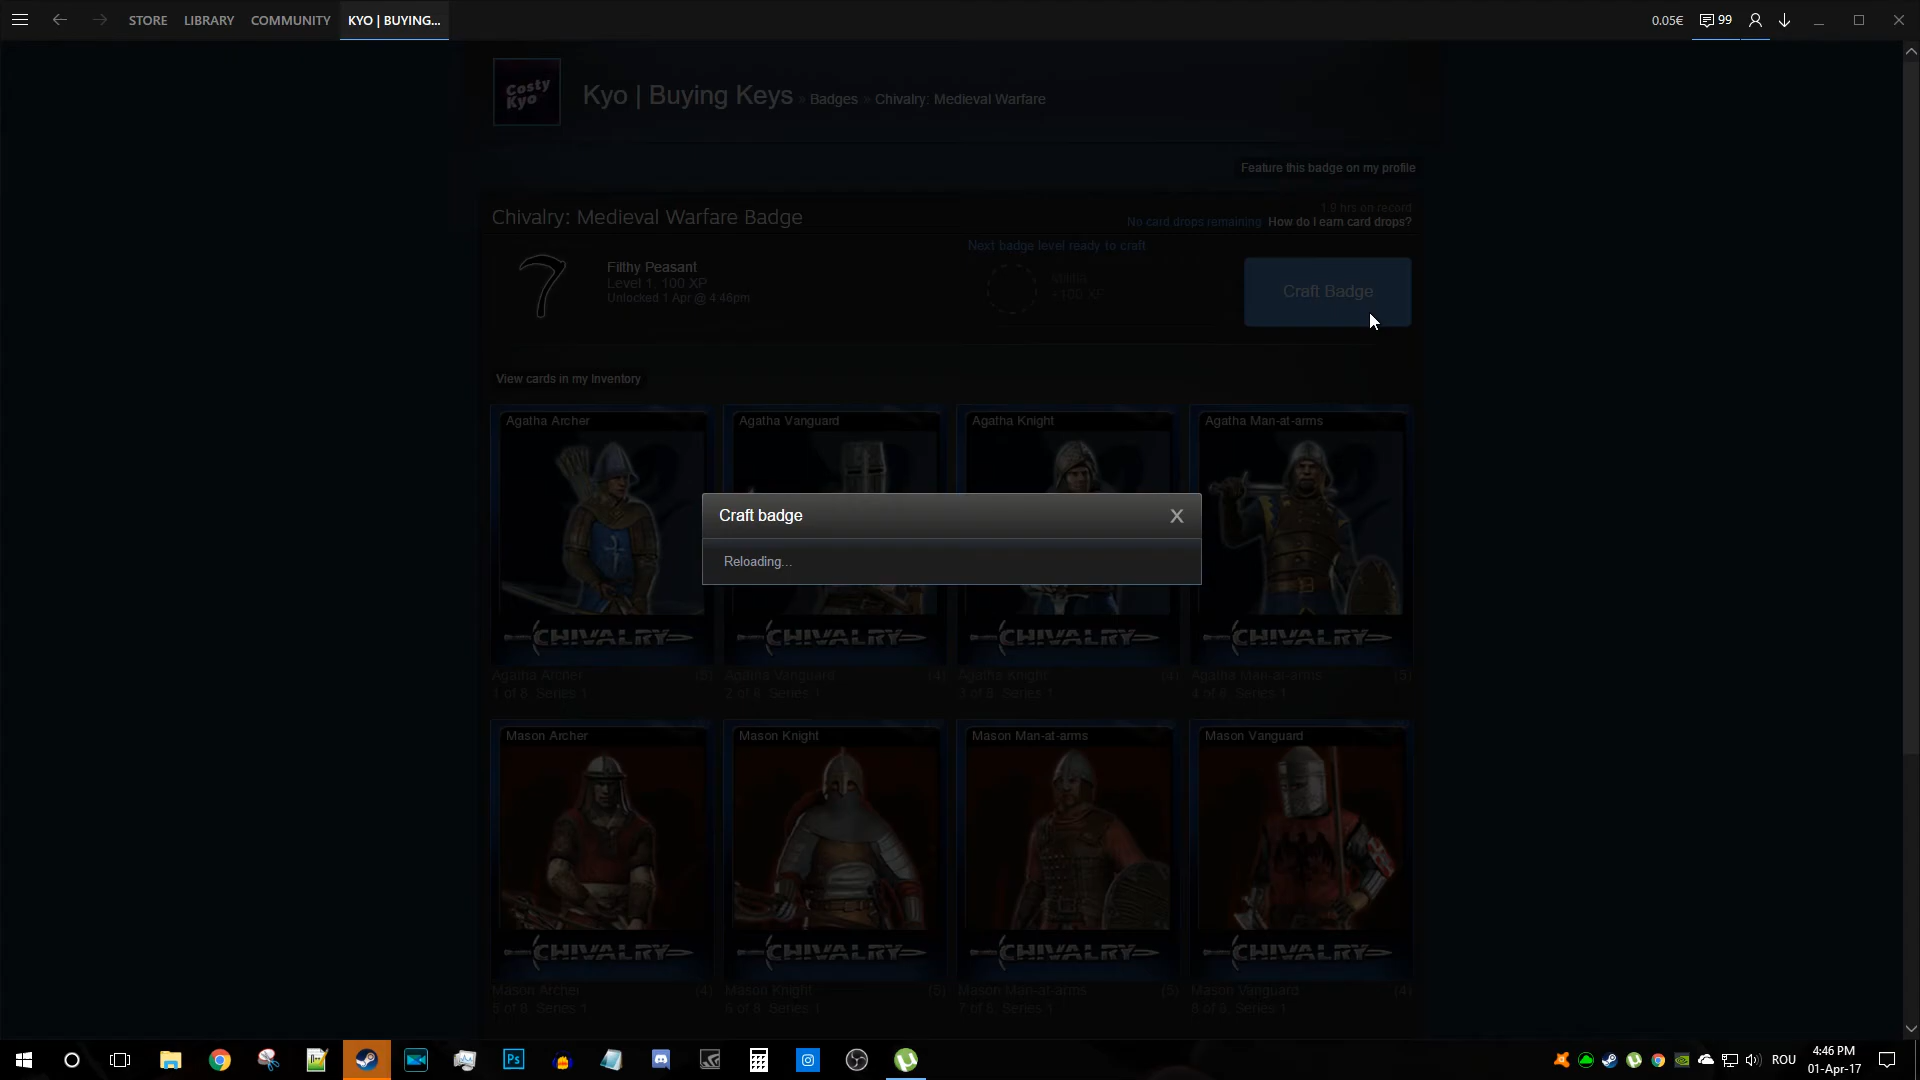 STORE LIBRARY COMMUNITY KYO | BUYING...
0.05€ 99
Costy
Kyo
Kyo | Buying Keys » Badges » Chivalry: Medieval Warfare
Feature this badge on my profile
Chivalry: Medieval Warfare Badge
1.9 hrs on record
No card drops remaining How do I earn card drops?
Next badge level ready to craft
Filthy Peasant
Level 1, 100 XP
Unlocked 1 Apr @ 4:46pm
Militia
+100 XP
Craft Badge
View cards in my Inventory
Agatha Archer
Agatha Vanguard
Agatha Knight
Agatha Man-at-arms
Craft badge X
Reloading...
CHIVALRY
CHIVALRY
CHIVALRY
CHIVALRY
Agatha Archer (5)
1 of 8, Series 1
Agatha Vanguard (4)
2 of 8, Series 1
Agatha Knight (4)
3 of 8, Series 1
Agatha Man-at-arms (5)
4 of 8, Series 1
Mason Archer
Mason Knight
Mason Man-at-arms
Mason Vanguard
CHIVALRY
CHIVALRY
CHIVALRY
CHIVALRY
Mason Archer (4)
5 of 8, Series 1
Mason Knight (5)
6 of 8, Series 1
Mason Man-at-arms (5)
7 of 8, Series 1
Mason Vanguard (4)
8 of 8, Series 1
Ps
ROU
4:46 PM
01-Apr-17